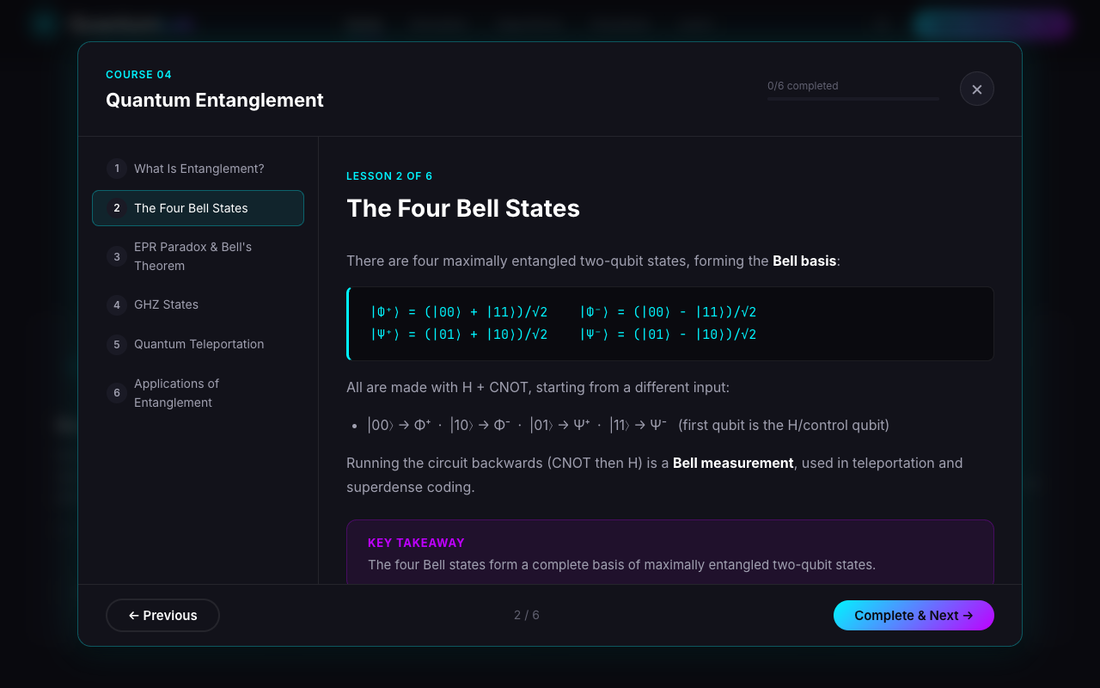 COURSE 04
Quantum Entanglement
0/6 completed
✕
1 What Is Entanglement?
2 The Four Bell States
3 EPR Paradox & Bell's
Theorem
4 GHZ States
5 Quantum Teleportation
6 Applications of
Entanglement
LESSON 2 OF 6
The Four Bell States
There are four maximally entangled two-qubit states, forming the Bell basis:
|Φ⁺⟩ = (|00⟩ + |11⟩)/√2    |Φ⁻⟩ = (|00⟩ - |11⟩)/√2
|Ψ⁺⟩ = (|01⟩ + |10⟩)/√2    |Ψ⁻⟩ = (|01⟩ - |10⟩)/√2
All are made with H + CNOT, starting from a different input:
• |00⟩ → Φ⁺ · |10⟩ → Φ⁻ · |01⟩ → Ψ⁺ · |11⟩ → Ψ⁻ (first qubit is the H/control qubit)
Running the circuit backwards (CNOT then H) is a Bell measurement, used in teleportation and
superdense coding.
KEY TAKEAWAY
The four Bell states form a complete basis of maximally entangled two-qubit states.
← Previous
2 / 6
Complete & Next →